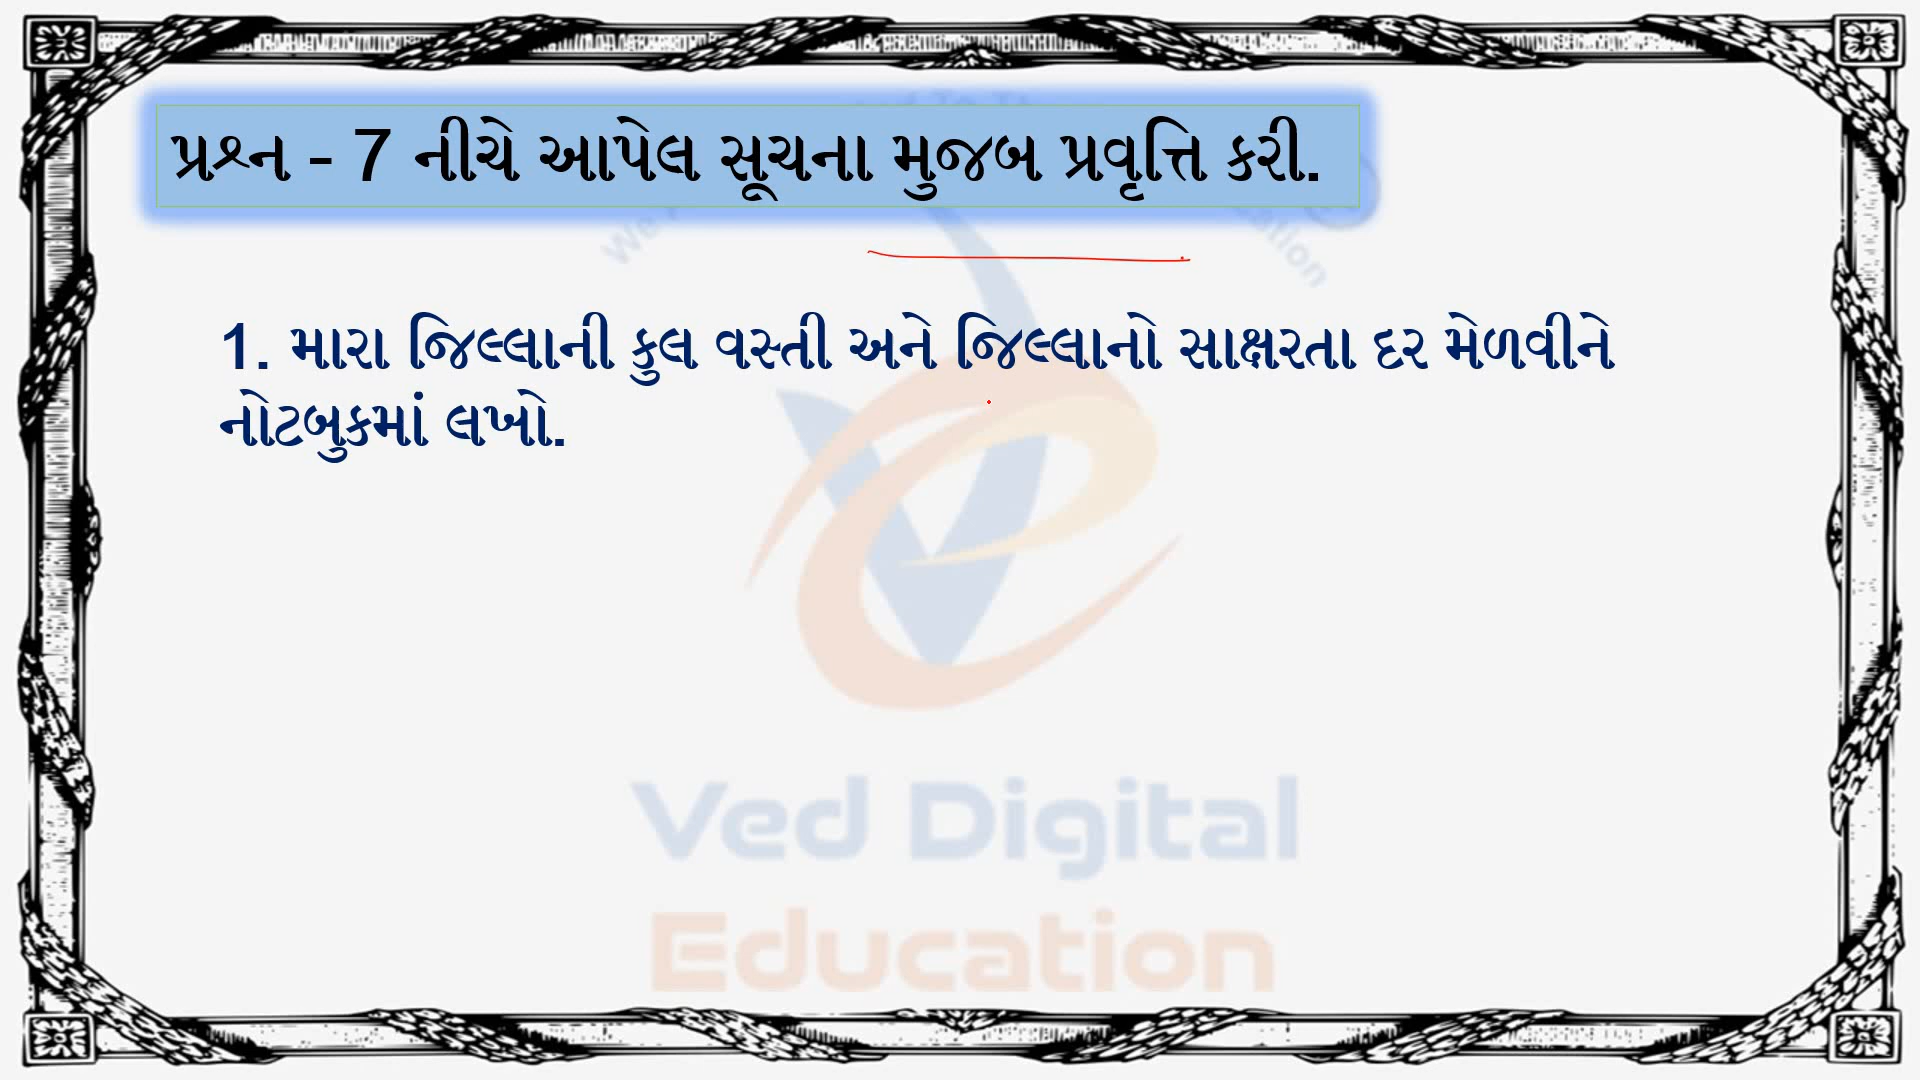 પ્રશ્ન - 7 નીચે આપેલ સૂચના મુજબ પ્રવૃત્તિ કરી.
1. મારા જિલ્લાની કુલ વસ્તી અને જિલ્લાનો સાક્ષરતા દર મેળવીને
નોટબુકમાં લખો.
Ved Digital
Education